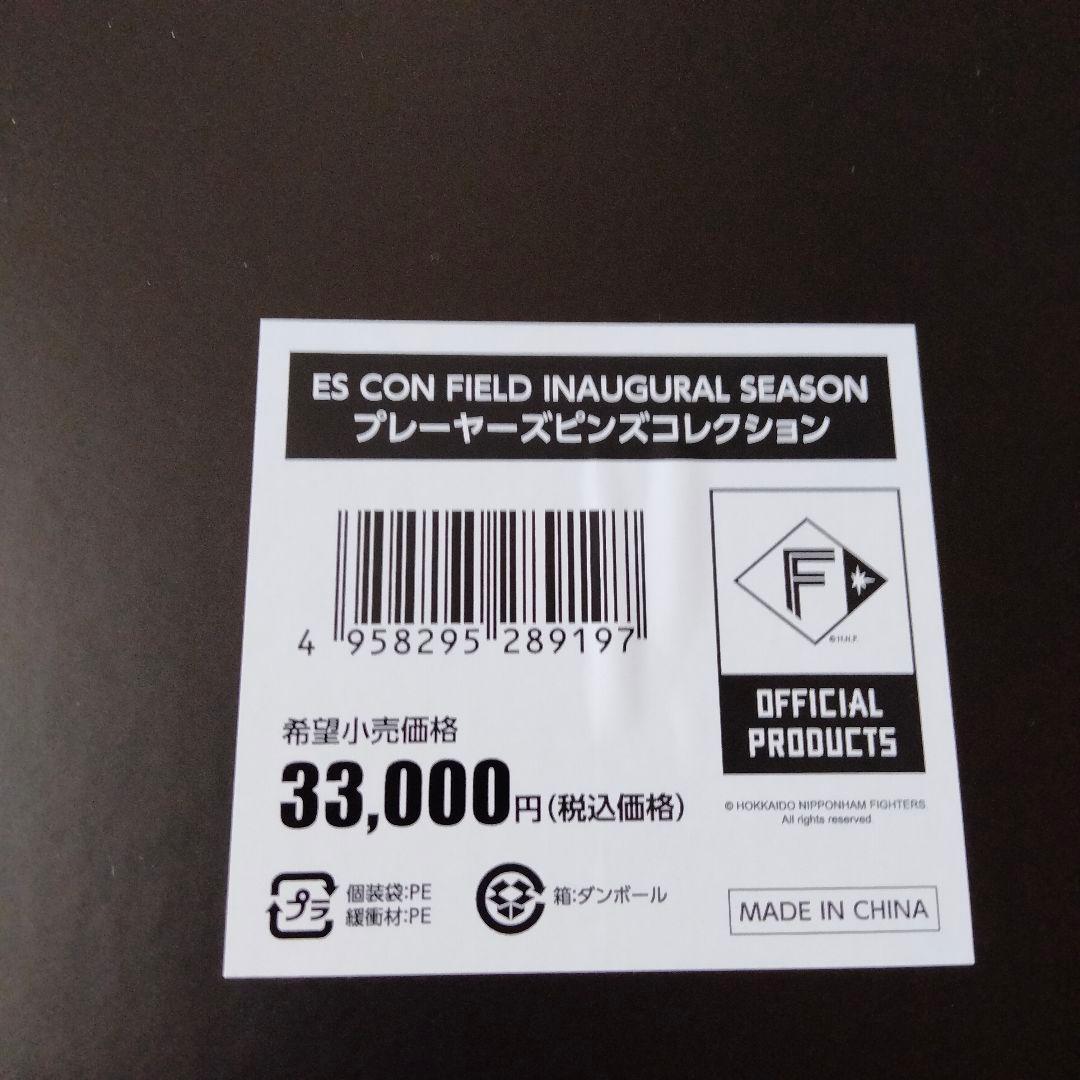 ES CON FIELD INAUGURAL SEASON
プレーヤーズピンズコレクション
4 958295 289197
F
©H.N.F.
OFFICIAL
PRODUCTS
希望小売価格
33,000円(税込価格)
© HOKKAIDO NIPPONHAM FIGHTERS
All rights reserved
プラ
個装袋:PE
緩衝材:PE
箱:ダンボール
MADE IN CHINA